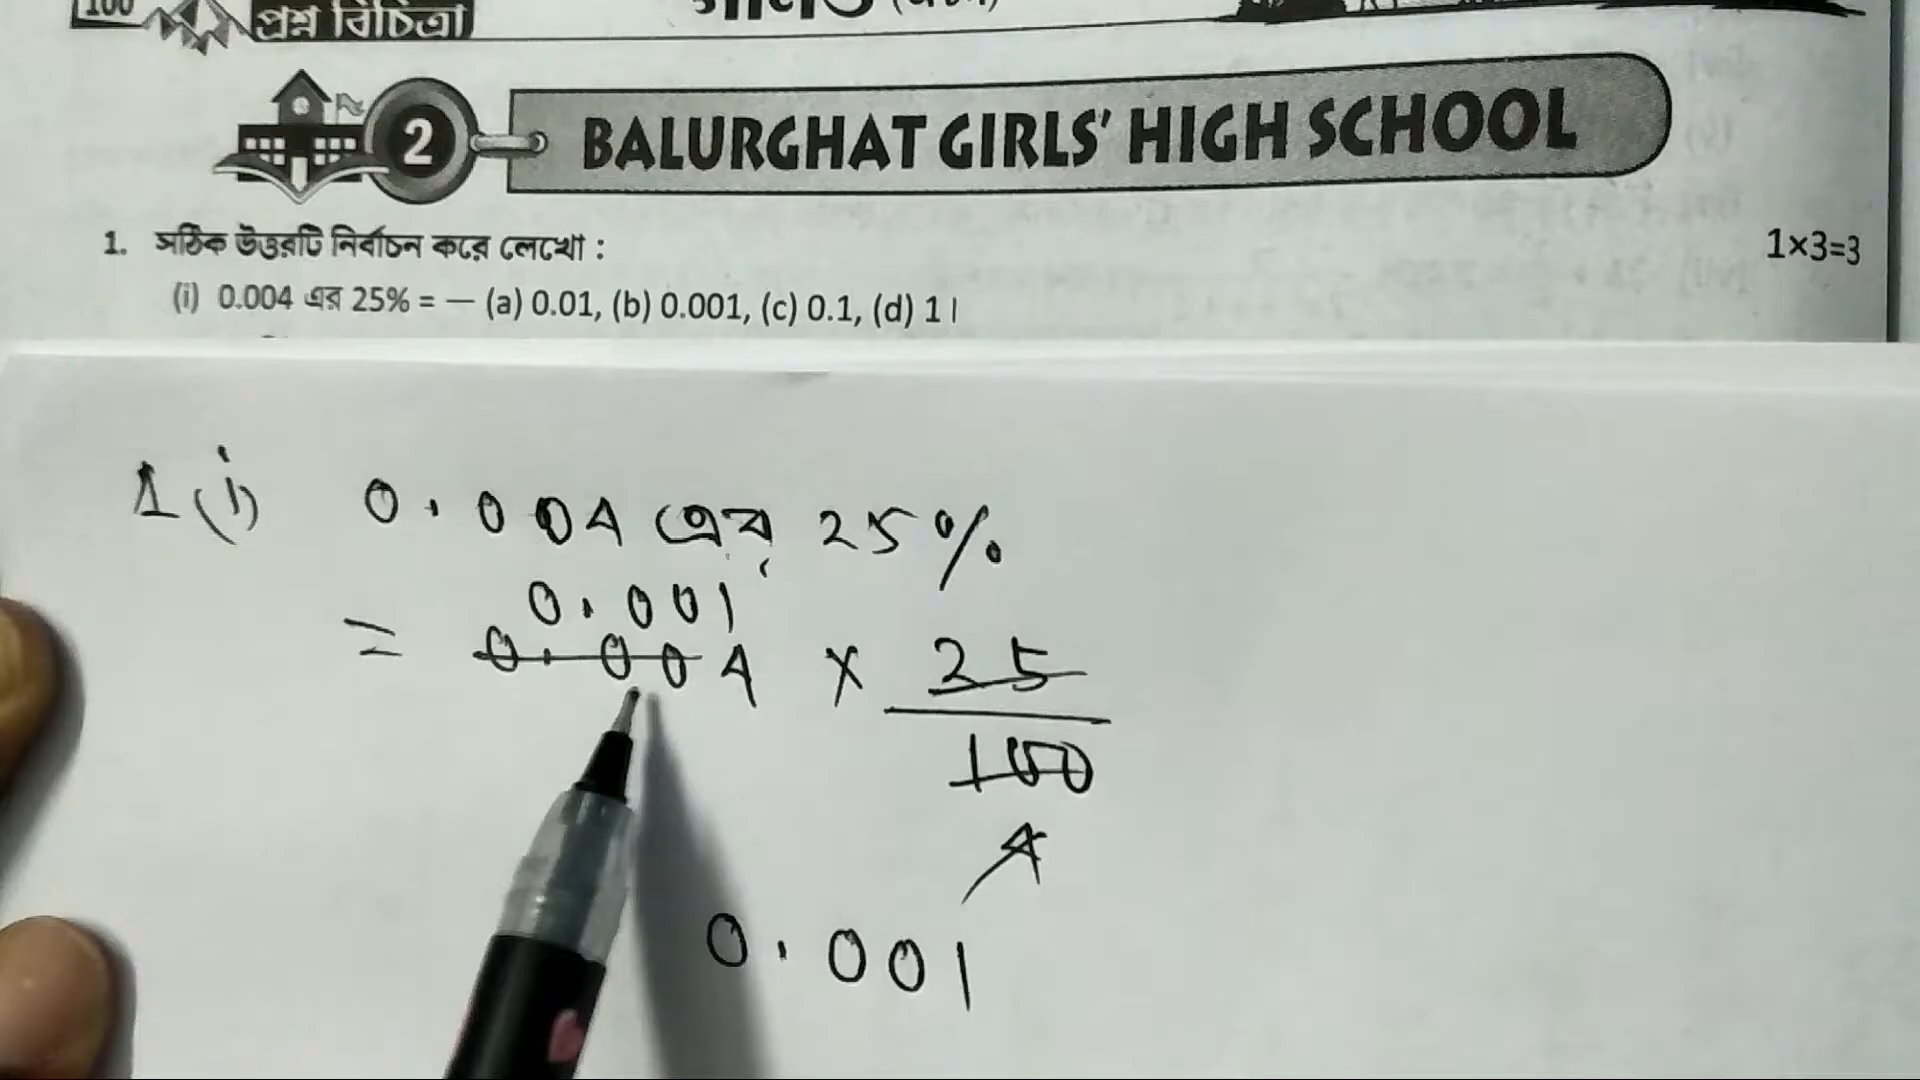 প্রশ্ন বিচিত্রা
2 BALURGHAT GIRLS' HIGH SCHOOL
1. সঠিক উত্তরটি নির্বাচন করে লেখো : 1×3=3
(i) 0.004 এর 25% = — (a) 0.01, (b) 0.001, (c) 0.1, (d) 1।
1(i) 0.004 এর 25%
0.001
= 0.004 × 25
100
4
0.001